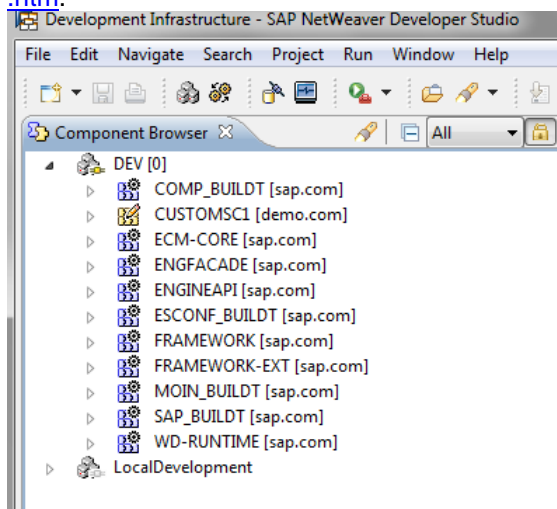 .htm.
Development Infrastructure - SAP NetWeaver Developer Studio
File Edit Navigate Search Project Run Window Help
Component Browser All
DEV [0]
COMP_BUILDT [sap.com]
CUSTOMSC1 [demo.com]
ECM-CORE [sap.com]
ENGFACADE [sap.com]
ENGINEAPI [sap.com]
ESCONF_BUILDT [sap.com]
FRAMEWORK [sap.com]
FRAMEWORK-EXT [sap.com]
MOIN_BUILDT [sap.com]
SAP_BUILDT [sap.com]
WD-RUNTIME [sap.com]
LocalDevelopment